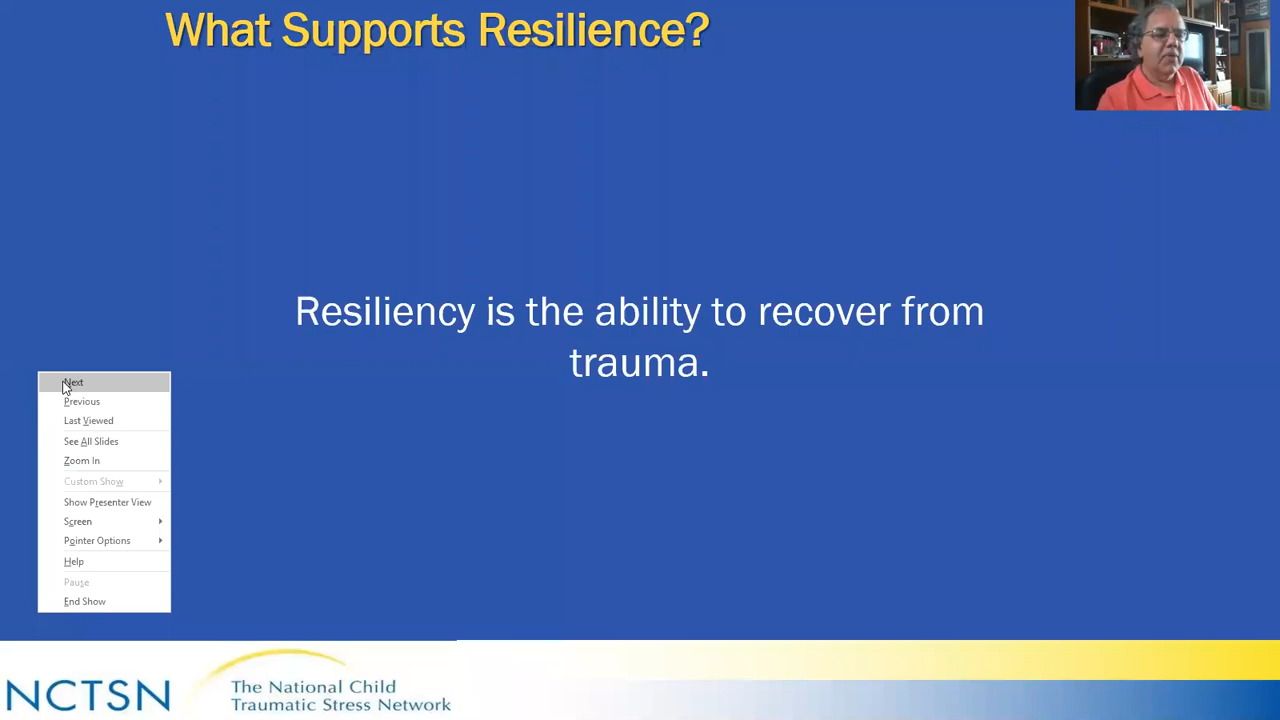 What Supports Resilience?
Resiliency is the ability to recover from
trauma.
Next
Previous
Last Viewed
See All Slides
Zoom In
Custom Show
Show Presenter View
Screen
Pointer Options
Help
Pause
End Show
NCTSN
The National Child
Traumatic Stress Network